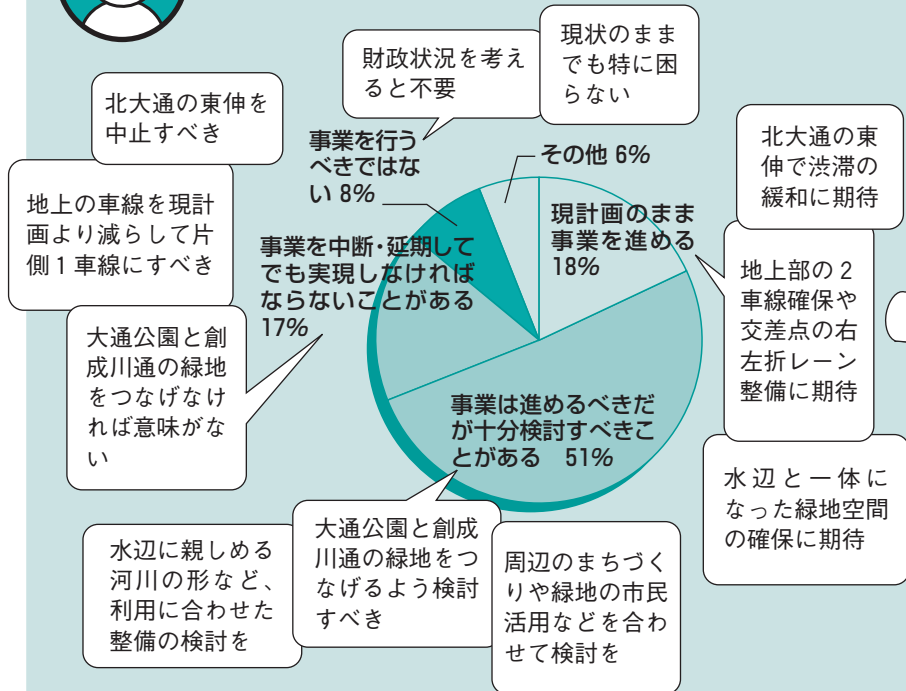 財政状況を考え
ると不要
現状のまま
でも特に困
らない
北大通の東伸を
中止すべき
地上の車線を現計
画より減らして片
側1車線にすべき
大通公園と創
成川通の緑地
をつなげなけ
れば意味がな
い
事業を行う
べきではな
い 8%
その他 6%
現計画のまま
事業を進める
18%
事業を中断・延期して
でも実現しなければ
ならないことがある
17%
事業は進めるべきだ
が十分検討すべきこ
とがある 51%
北大通の東
伸で渋滞の
緩和に期待
地上部の2
車線確保や
交差点の右
左折レーン
整備に期待
水辺と一体に
なった緑地空間
の確保に期待
水辺に親しめる
河川の形など、
利用に合わせた
整備の検討を
大通公園と創成
川通の緑地をつ
なげるよう検討
すべき
周辺のまちづく
りや緑地の市民
活用などを合わ
せて検討を